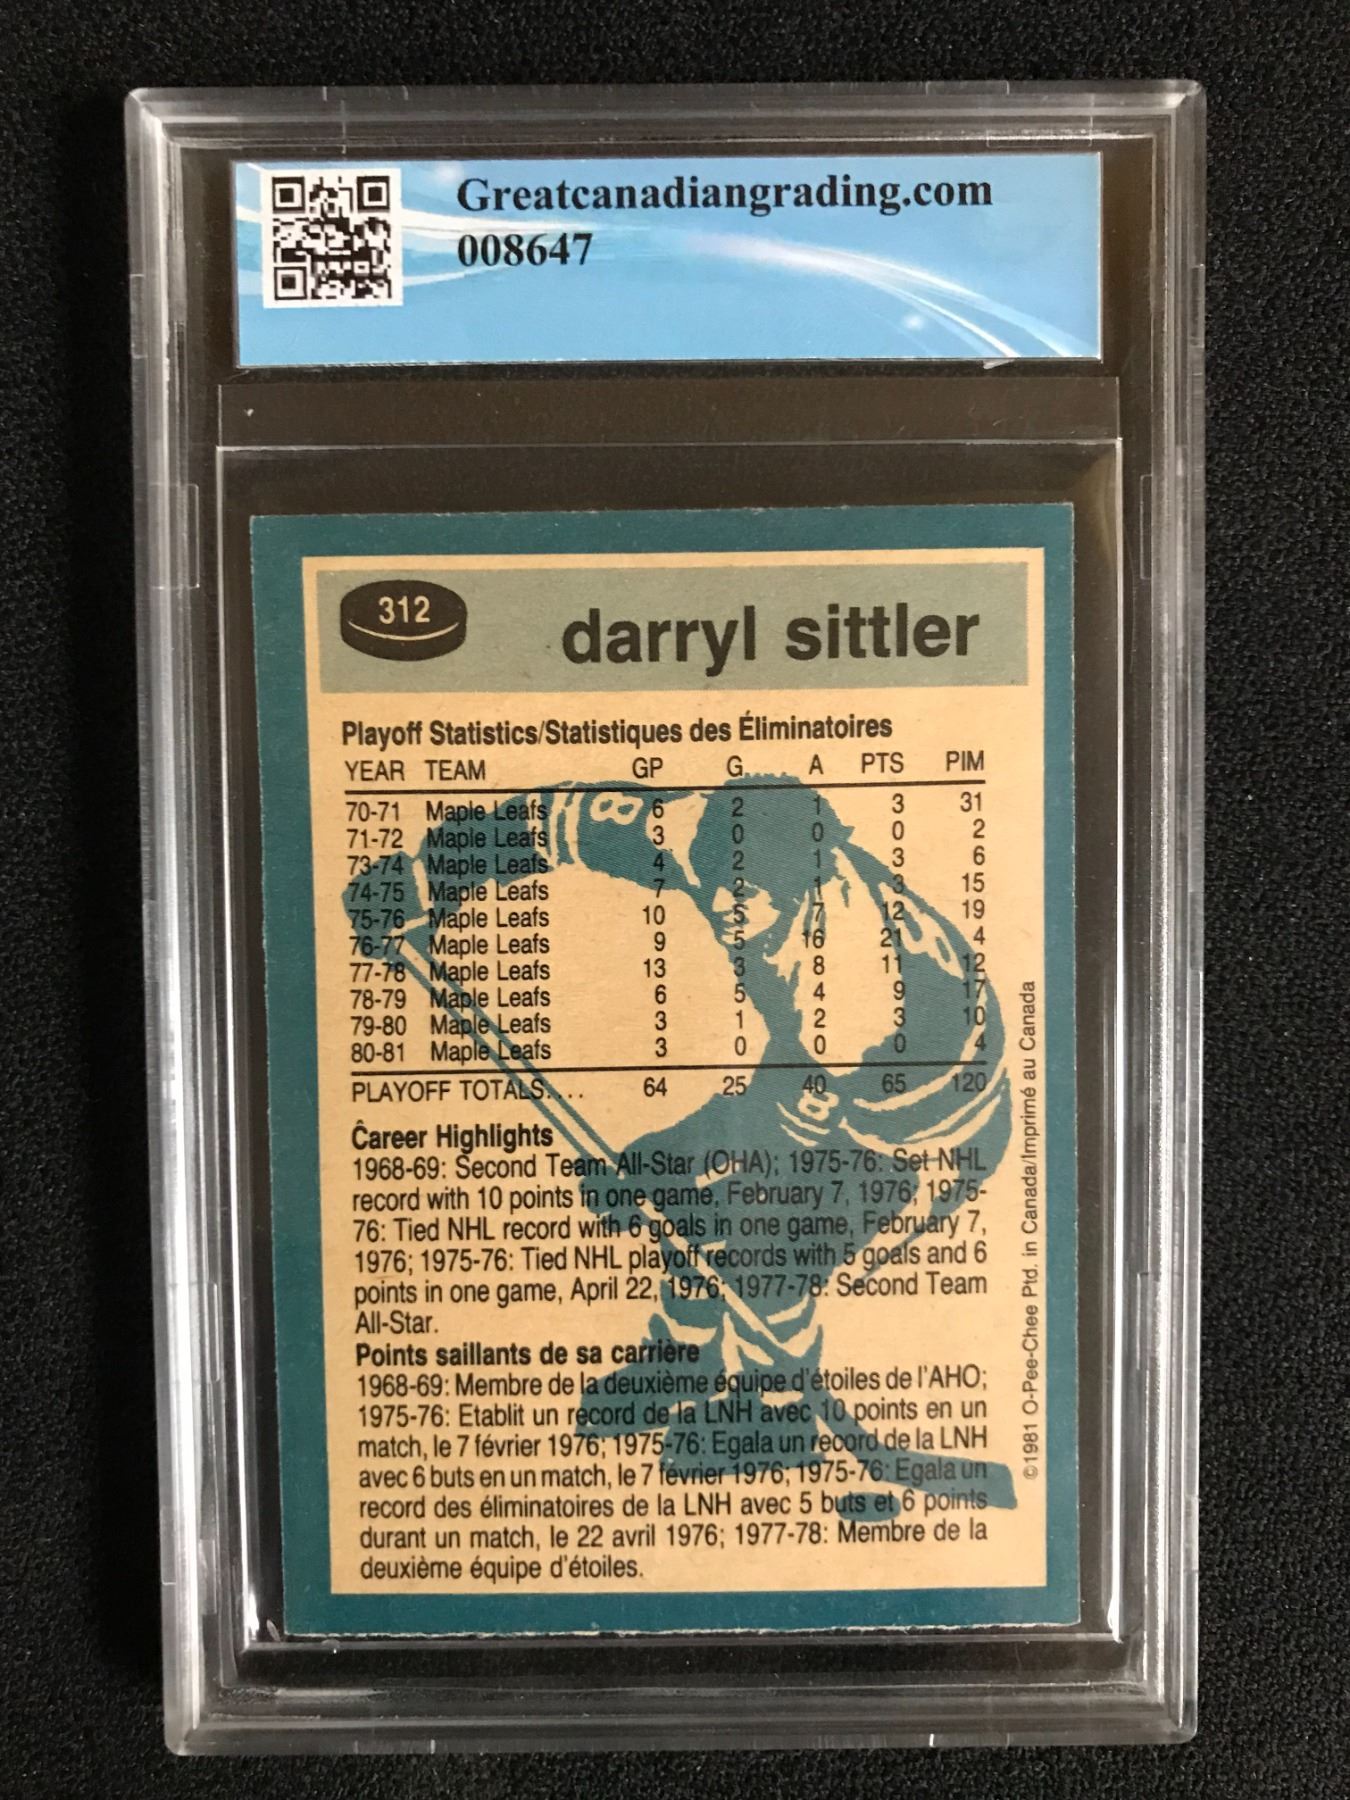 Greatcanadiangrading.com
008647
312
darryl sittler
Playoff Statistics/Statistiques des Éliminatoires
YEAR TEAM GP G A PTS PIM
70-71 Maple Leafs 6 2 1 3 31
71-72 Maple Leafs 3 0 0 0 2
73-74 Maple Leafs 4 2 1 3 6
74-75 Maple Leafs 7 2 1 3 15
75-76 Maple Leafs 10 5 7 12 19
76-77 Maple Leafs 9 5 16 21 4
77-78 Maple Leafs 13 3 8 11 12
78-79 Maple Leafs 6 5 4 9 17
79-80 Maple Leafs 3 1 2 3 10
80-81 Maple Leafs 3 0 0 0 4
PLAYOFF TOTALS.... 64 25 40 65 120
Career Highlights
1968-69: Second Team All-Star (OHA); 1975-76: Set NHL
record with 10 points in one game, February 7, 1976; 1975-
76: Tied NHL record with 6 goals in one game, February 7,
1976; 1975-76: Tied NHL playoff records with 5 goals and 6
points in one game, April 22, 1976; 1977-78: Second Team
All-Star.
Points saillants de sa carrière
1968-69: Membre de la deuxième équipe d'étoiles de l'AHO;
1975-76: Etablit un record de la LNH avec 10 points en un
match, le 7 février 1976; 1975-76: Egala un record de la LNH
avec 6 buts en un match, le 7 février 1976; 1975-76: Egala un
record des éliminatoires de la LNH avec 5 buts et 6 points
durant un match, le 22 avril 1976; 1977-78: Membre de la
deuxième équipe d'étoiles.
©1981 O-Pee-Chee Ptd. in Canada/Imprimé au Canada
8
8
8